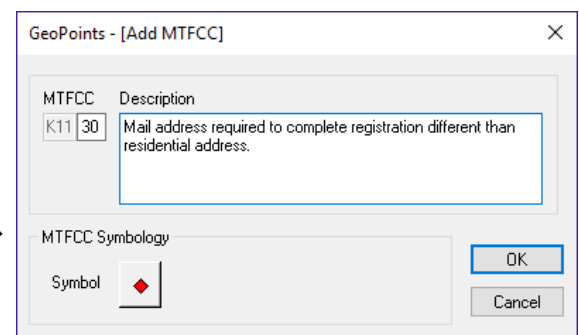 GeoPoints - [Add MTFCC]
MTFCC Description
K11 30 Mail address required to complete registration different than
residential address.
MTFCC Symbology
Symbol
OK
Cancel